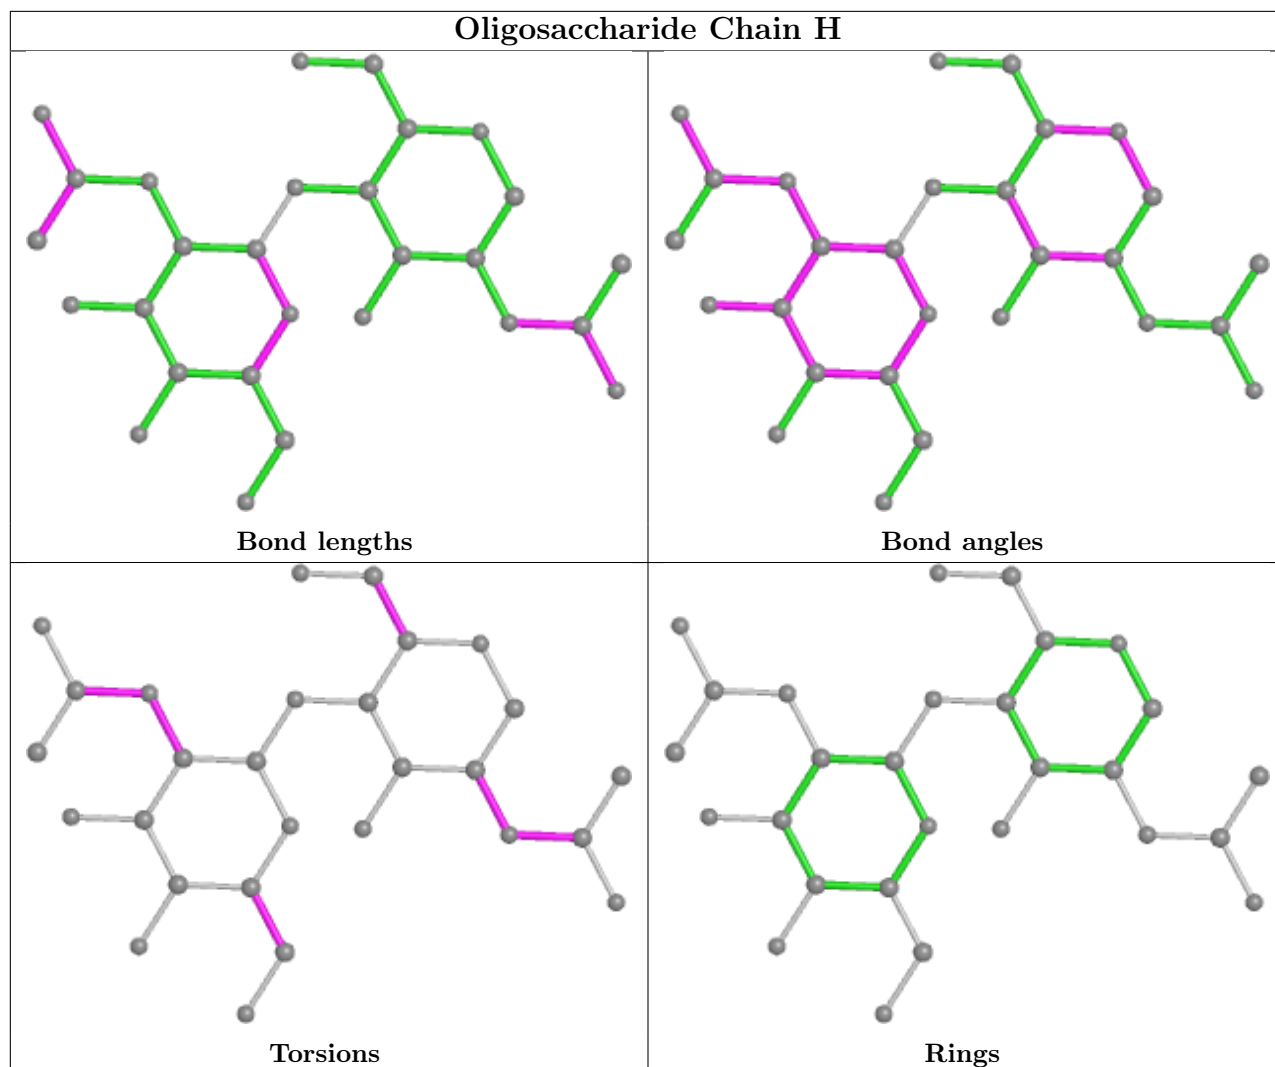 Oligosaccharide Chain H
Bond lengths
Bond angles
Torsions
Rings